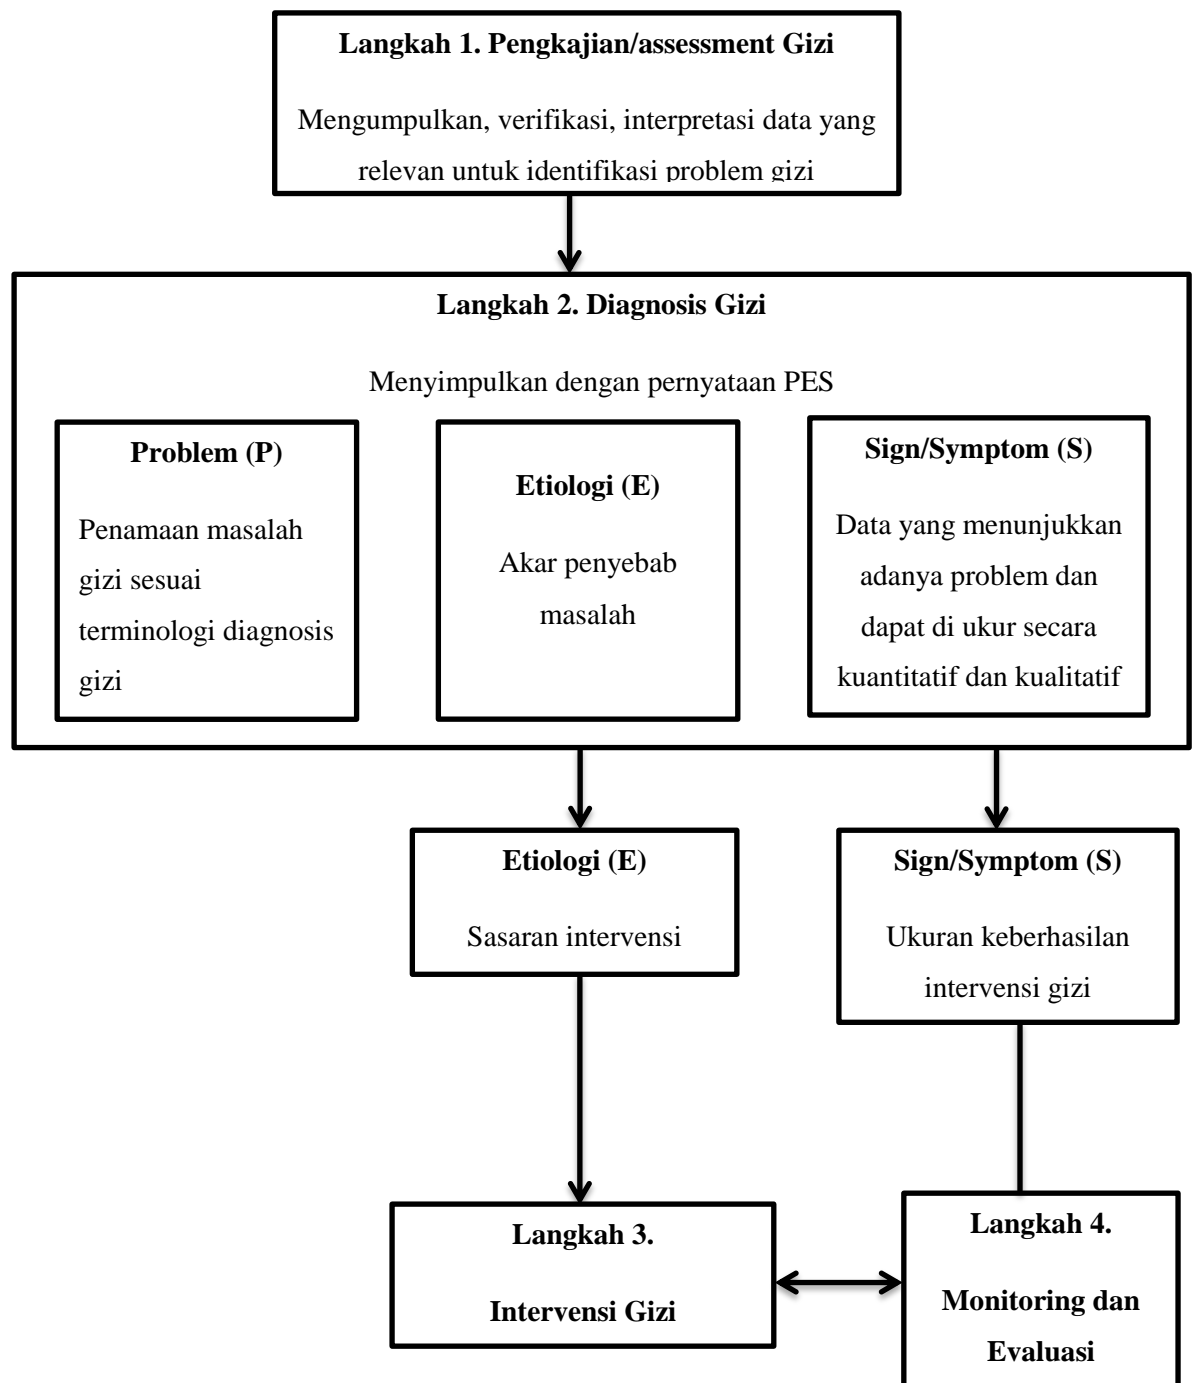 Langkah 1. Pengkajian/assessment Gizi
Mengumpulkan, verifikasi, interpretasi data yang
relevan untuk identifikasi problem gizi
Langkah 2. Diagnosis Gizi
Menyimpulkan dengan pernyataan PES
Problem (P)
Penamaan masalah
gizi sesuai
terminologi diagnosis
gizi
Etiologi (E)
Akar penyebab
masalah
Sign/Symptom (S)
Data yang menunjukkan
adanya problem dan
dapat di ukur secara
kuantitatif dan kualitatif
Etiologi (E)
Sasaran intervensi
Sign/Symptom (S)
Ukuran keberhasilan
intervensi gizi
Langkah 3.
Intervensi Gizi
Langkah 4.
Monitoring dan
Evaluasi